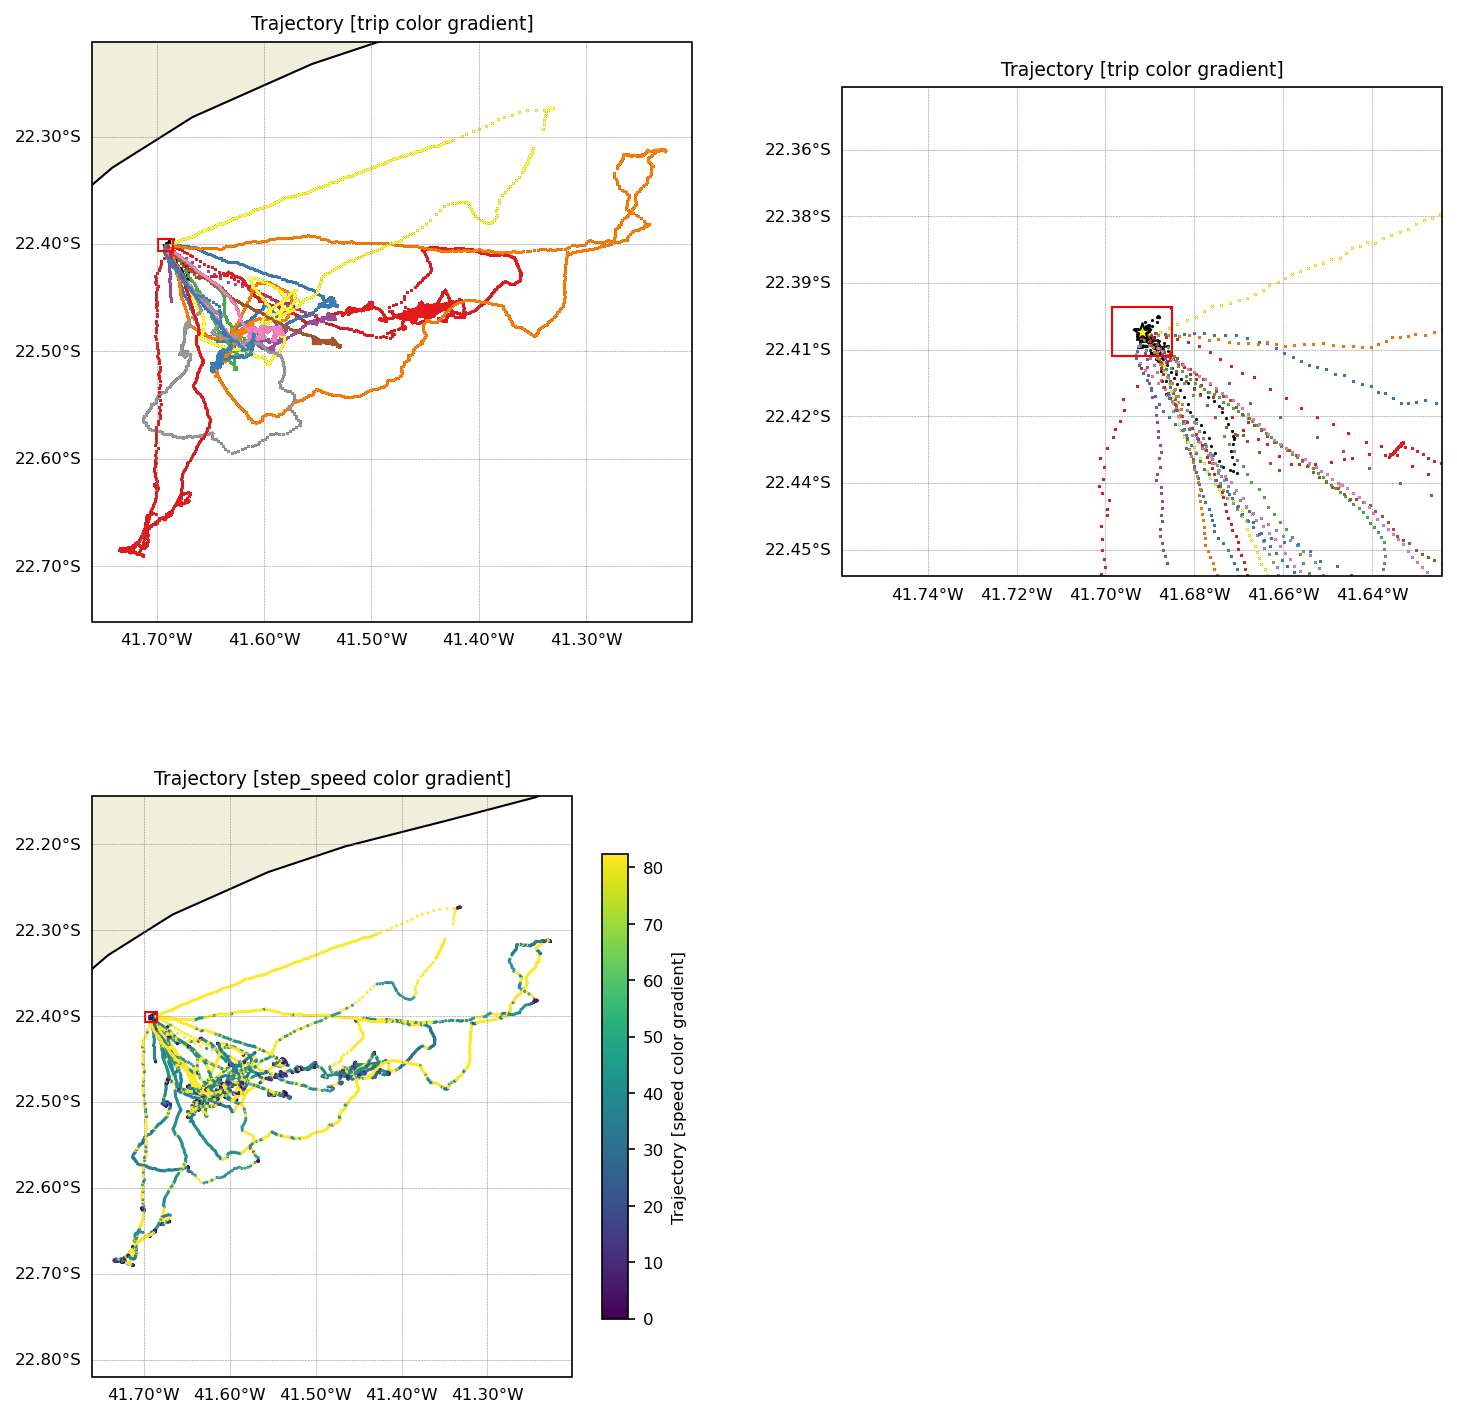 Trajectory [trip color gradient]
22.30°S
22.40°S
22.50°S
22.60°S
22.70°S
41.70°W 41.60°W 41.50°W 41.40°W 41.30°W
Trajectory [trip color gradient]
22.36°S
22.38°S
22.39°S
22.41°S
22.42°S
22.44°S
22.45°S
41.74°W 41.72°W 41.70°W 41.68°W 41.66°W 41.64°W
Trajectory [step_speed color gradient]
22.20°S
22.30°S
22.40°S
22.50°S
22.60°S
22.70°S
22.80°S
41.70°W 41.60°W 41.50°W 41.40°W 41.30°W
80
70
60
50
40
30
20
10
0
Trajectory [speed color gradient]